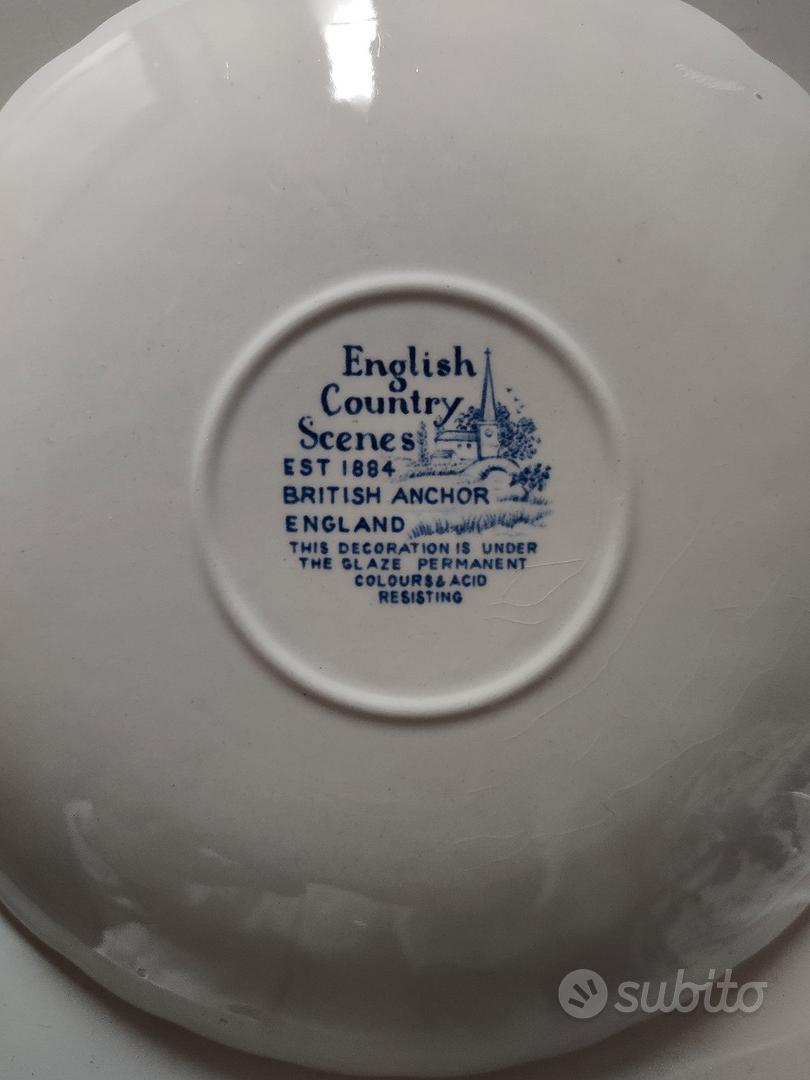 English
Country
Scenes
EST 1884
BRITISH ANCHOR
ENGLAND
THIS DECORATION IS UNDER
THE GLAZE PERMANENT
COLOURS & ACID
RESISTING
subito